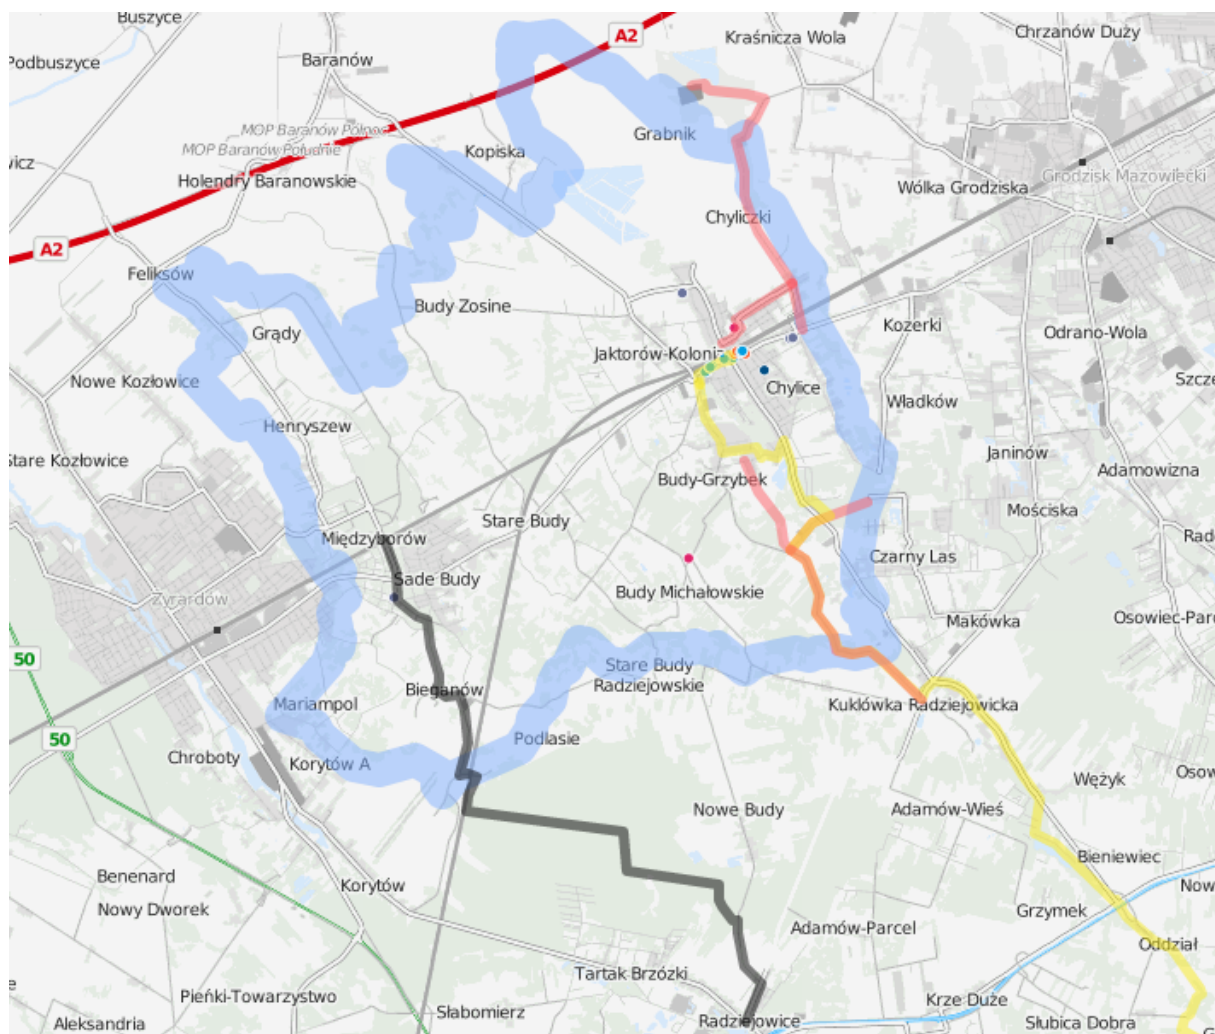 Buszyce
A2
Kraśnicza Wola
Chrzanów Duży
Podbuszyce
Baranów
MOP Baranów Północ
MOP Baranów Południe
Grabnik
Kopiska
Holendry Baranowskie
Wólka Grodziska
Grodzisk Mazowiecki
Chyliczki
A2
Feliksów
Budy Zosine
Grądy
Kozerki
Odrano-Wola
Jaktorów-Kolonia
Nowe Kozłowice
Chylice
Władków
Henryszew
Stare Kozłowice
Janinów
Adamowizna
Budy-Grzybek
Mościska
Stare Budy
Międzyborów
Czarny Las
Sade Budy
Budy Michałowskie
Żyrardów
Makówka
50
Stare Budy
Radziejowskie
Bieganów
Mariampol
Kuklówka Radziejowicka
50
Podlasie
Chroboty
Korytów A
Wężyk
Nowe Budy
Adamów-Wieś
Bieniewiec
Benenard
Korytów
Nowy Dworek
Grzymek
Adamów-Parcel
Oddział
Tartak Brzózki
Pieńki-Towarzystwo
Krze Duże
Słabomierz
Radziejowice
Słubica Dobra
Aleksandria